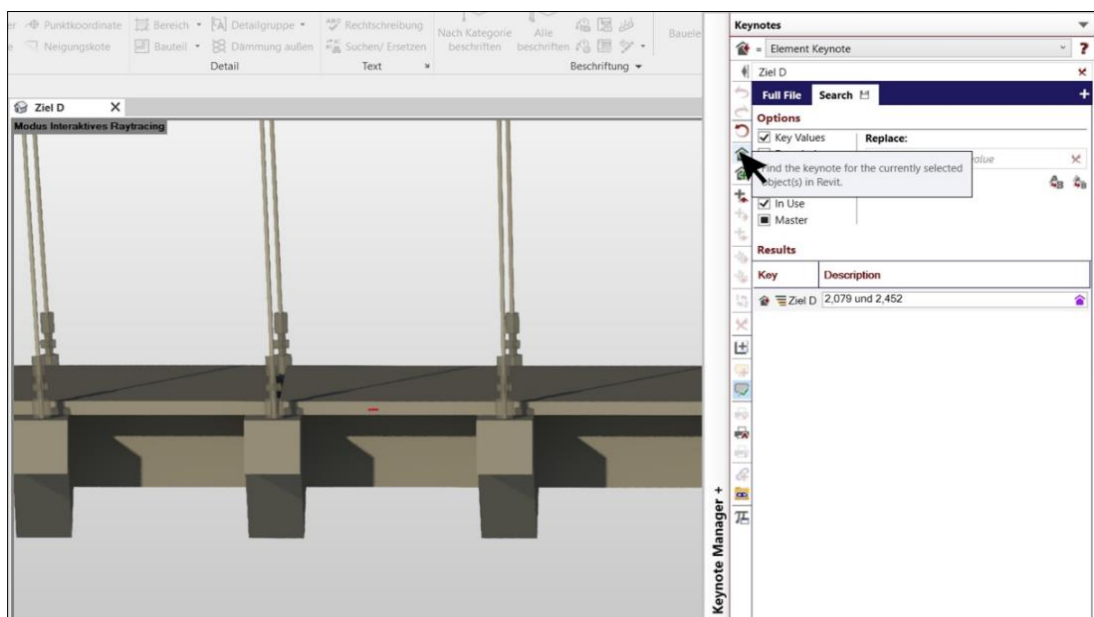 Punktkoordinate
Bereich
Detailgruppe
Rechtschreibung
Nach Kategorie
beschriften
Alle
beschriften
Neigungskote
Bauteil
Dämmung außen
Suchen/ Ersetzen
Detail
Text
Beschriftung
Ziel D X
Modus Interaktives Raytracing
Keynotes
= Element Keynote ?
Ziel D
Full File Search +
Options
Key Values
Replace:
Find the keynote for the currently selected
object(s) in Revit.
In Use
Master
Results
Key Description
Ziel D 2,079 und 2,452
Keynote Manager +